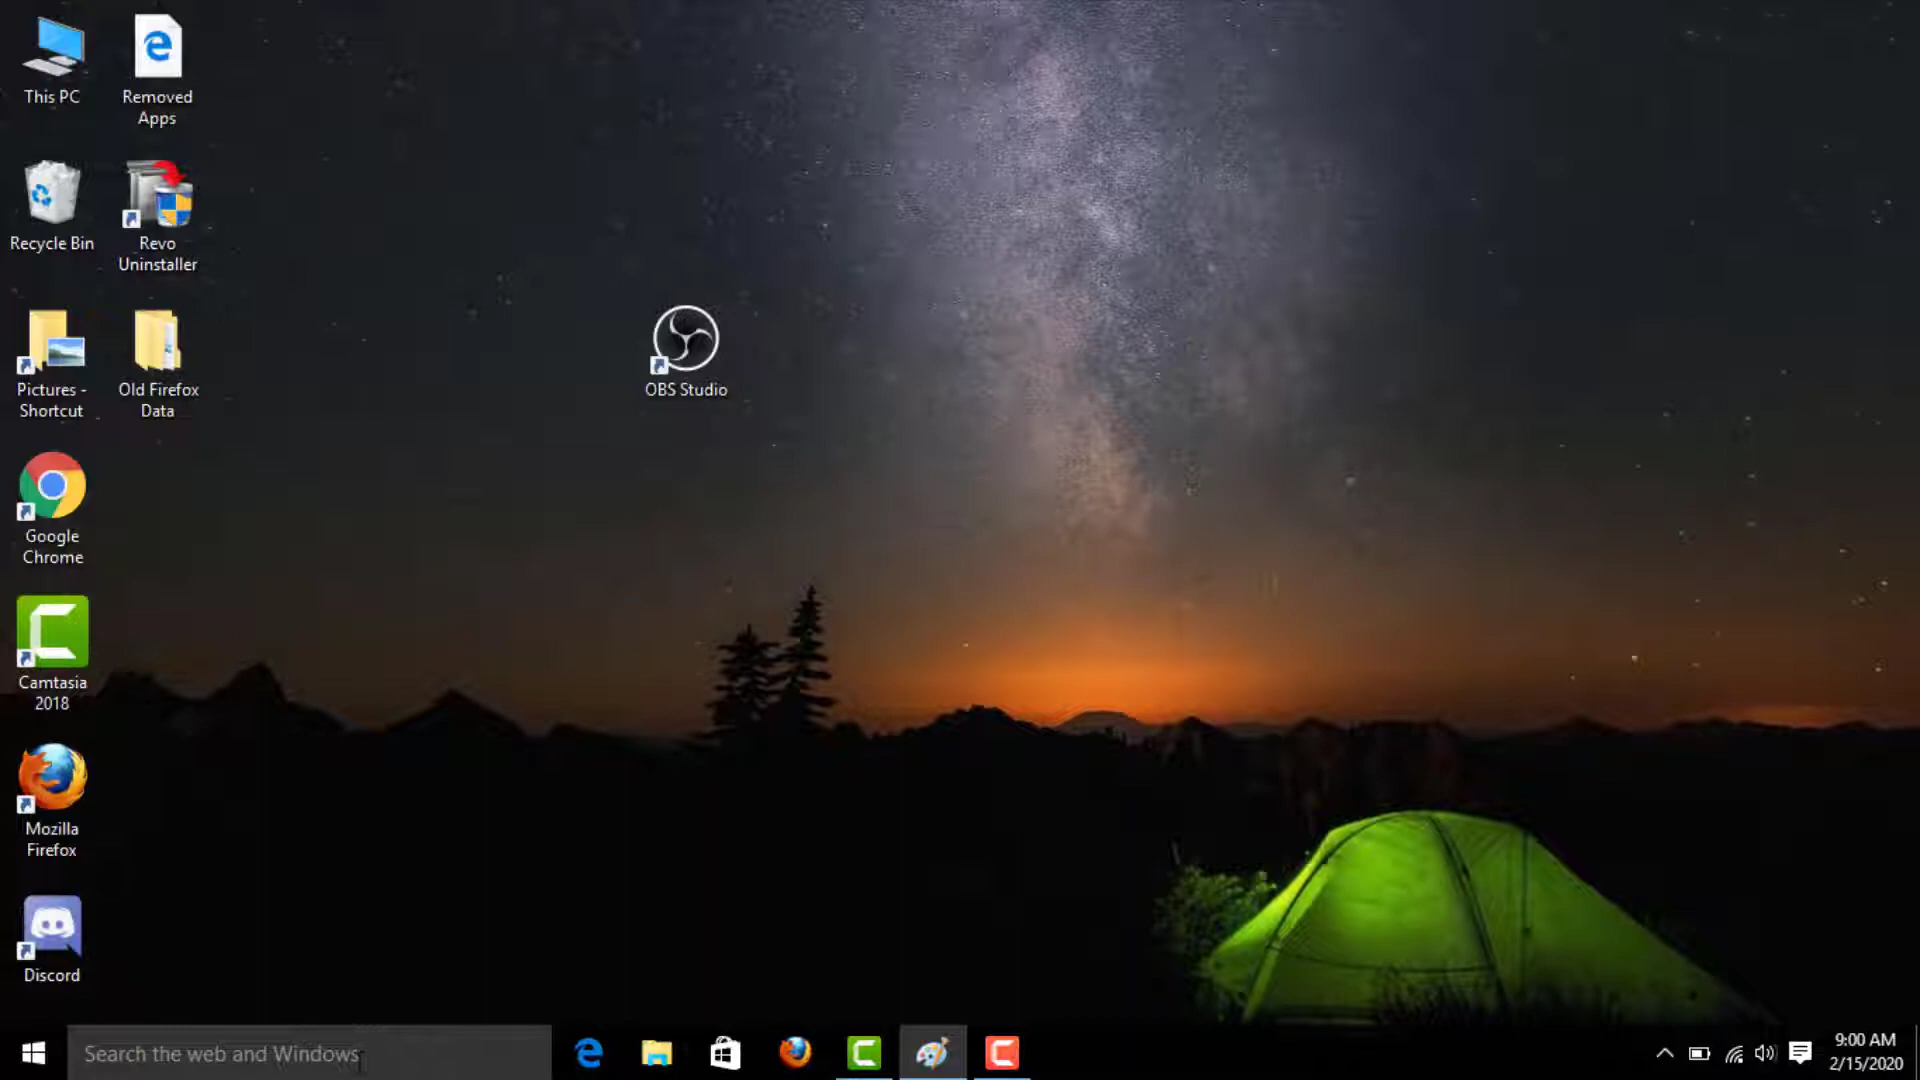 This PC
Removed
Apps
Recycle Bin
Revo
Uninstaller
Pictures -
Shortcut
Old Firefox
Data
OBS Studio
Google
Chrome
Camtasia
2018
Mozilla
Firefox
Discord
Search the web and Windows
9:00 AM
2/15/2020